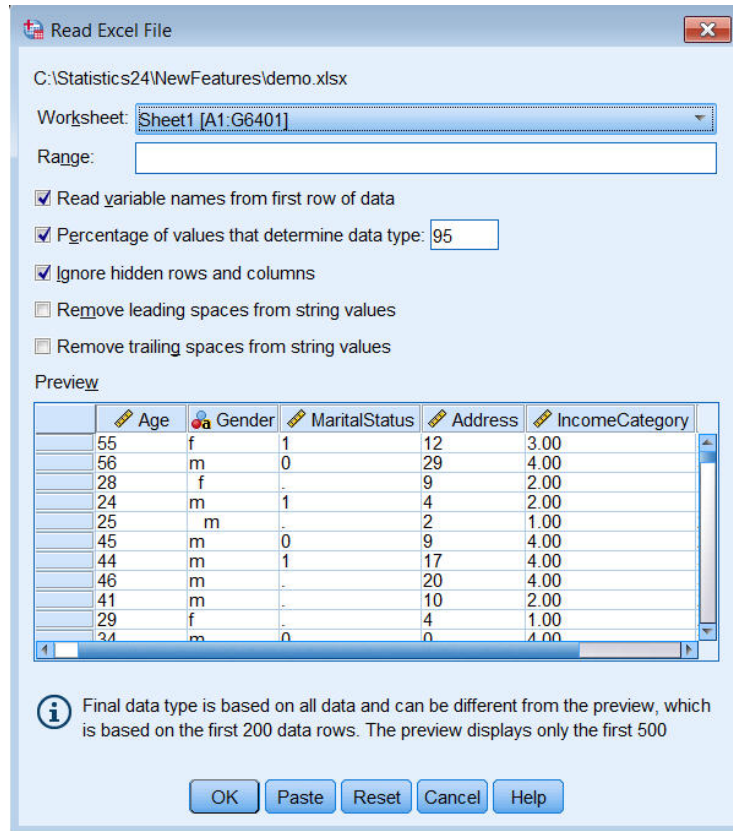 Read Excel File
C:\Statistics24\NewFeatures\demo.xlsx
Worksheet: Sheet1 [A1:G6401]
Range:
Read variable names from first row of data
Percentage of values that determine data type: 95
Ignore hidden rows and columns
Remove leading spaces from string values
Remove trailing spaces from string values
Preview
Age Gender MaritalStatus Address IncomeCategory
55 f 1 12 3.00
56 m 0 29 4.00
28 f . 9 2.00
24 m 1 4 2.00
25 m . 2 1.00
45 m 0 9 4.00
44 m 1 17 4.00
46 m . 20 4.00
41 m . 10 2.00
29 f . 4 1.00
34 m 0 0 4.00
Final data type is based on all data and can be different from the preview, which
is based on the first 200 data rows. The preview displays only the first 500
OK Paste Reset Cancel Help